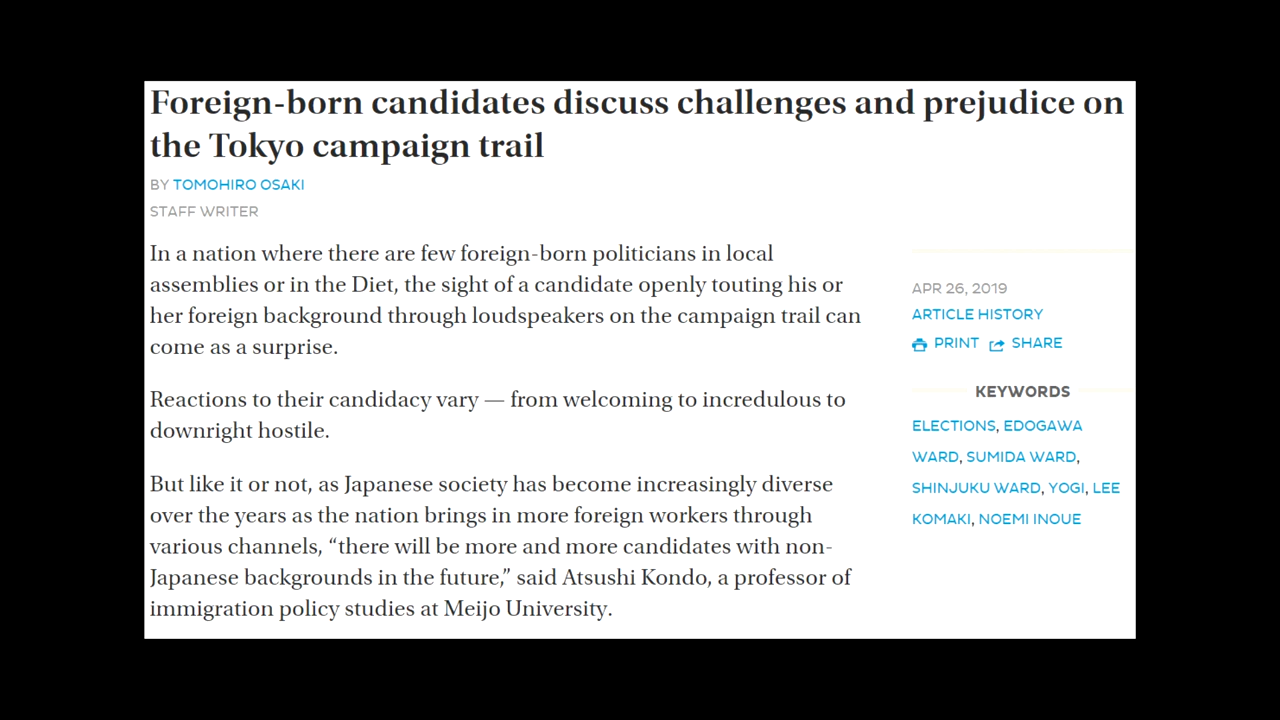 Foreign-born candidates discuss challenges and prejudice on
the Tokyo campaign trail
BY TOMOHIRO OSAKI
STAFF WRITER
In a nation where there are few foreign-born politicians in local
assemblies or in the Diet, the sight of a candidate openly touting his or
her foreign background through loudspeakers on the campaign trail can
come as a surprise.
Reactions to their candidacy vary — from welcoming to incredulous to
downright hostile.
But like it or not, as Japanese society has become increasingly diverse
over the years as the nation brings in more foreign workers through
various channels, “there will be more and more candidates with non-
Japanese backgrounds in the future,” said Atsushi Kondo, a professor of
immigration policy studies at Meijo University.
APR 26, 2019
ARTICLE HISTORY
PRINT SHARE
KEYWORDS
ELECTIONS, EDOGAWA
WARD, SUMIDA WARD,
SHINJUKU WARD, YOGI, LEE
KOMAKI, NOEMI INOUE